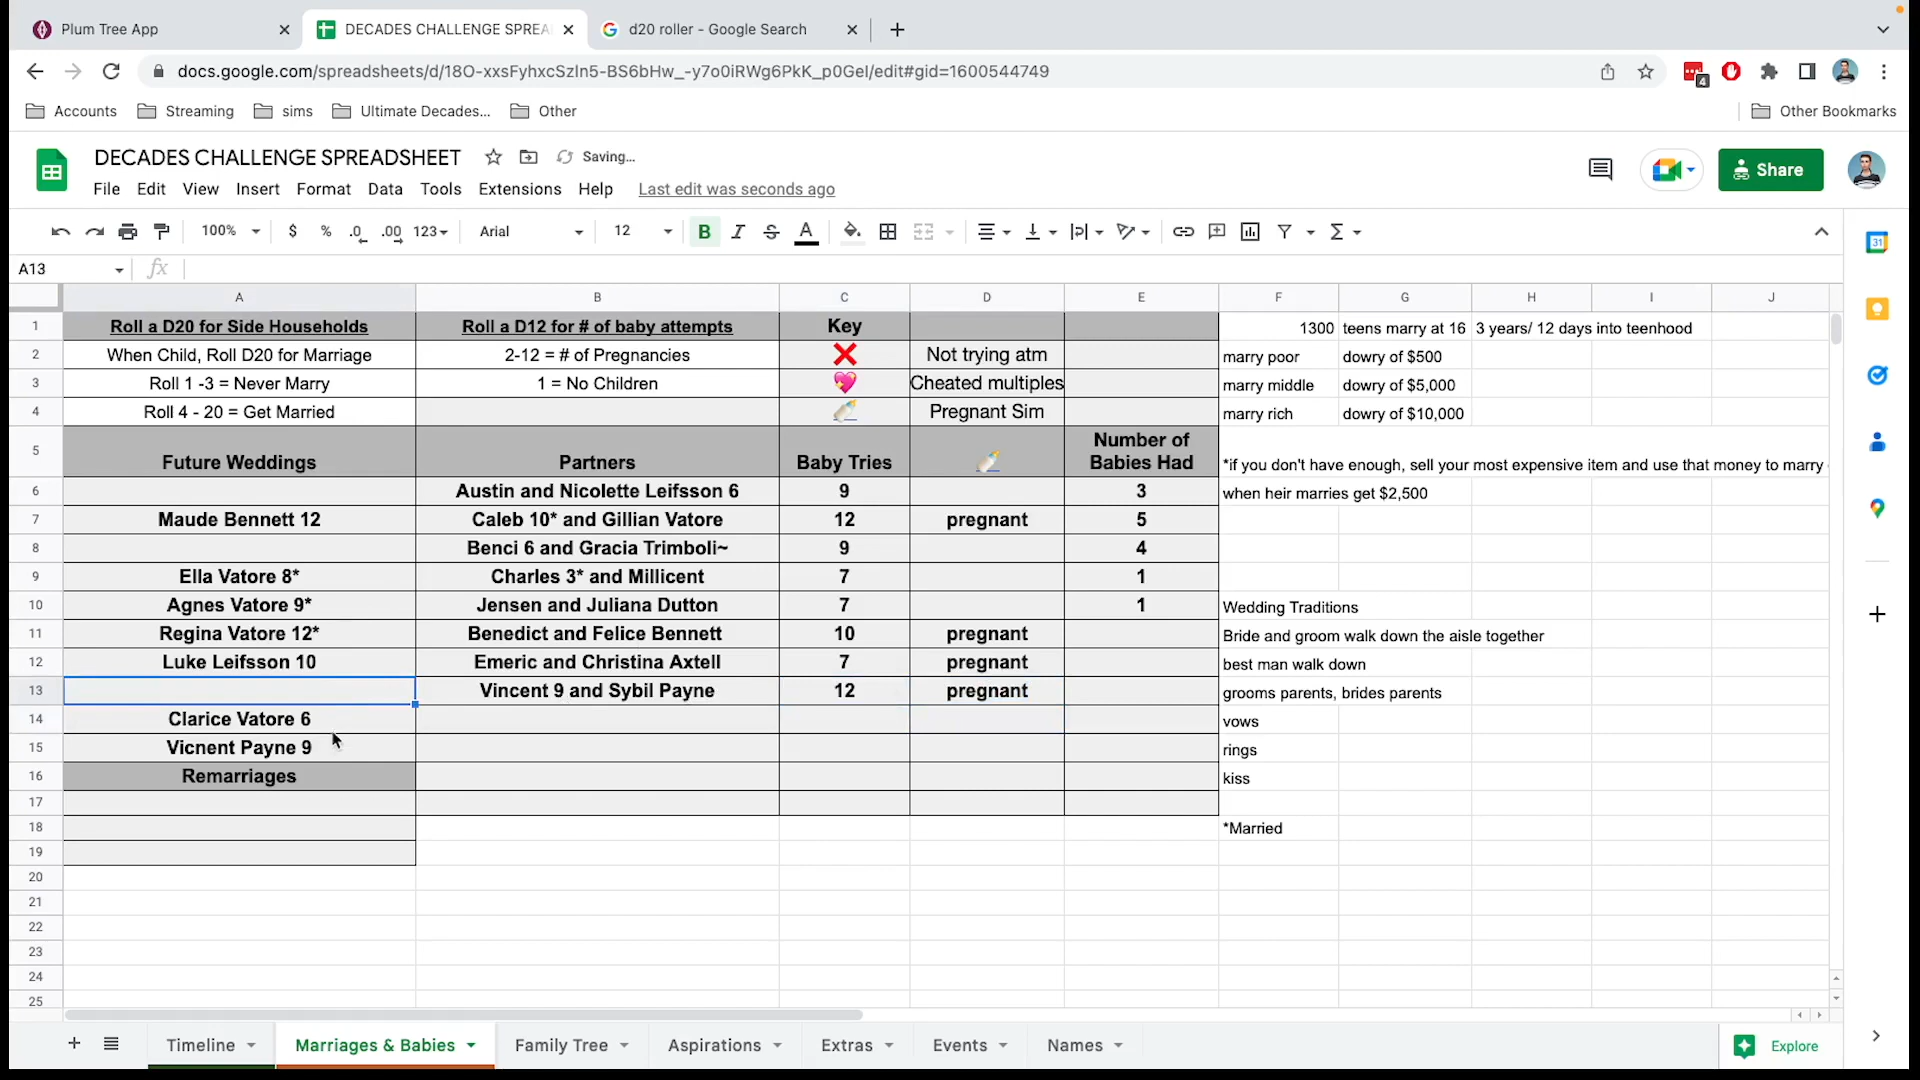 Plum Tree App
DECADES CHALLENGE SPREA
d20 roller - Google Search
docs.google.com/spreadsheets/d/18O-xxsFyhxcSzIn5-BS6bHw_-y7o0iRWg6PkK_p0GeI/edit#gid=1600544749
4
Accounts Streaming sims Ultimate Decades... Other Other Bookmarks
DECADES CHALLENGE SPREADSHEET Saving...
File Edit View Insert Format Data Tools Extensions Help Last edit was seconds ago
Share
100% $ % .0 .00 123 Arial 12 B I S A Σ
31
A13 fx
A B C D E F G H I J
1 Roll a D20 for Side Households Roll a D12 for # of baby attempts Key 1300 teens marry at 16 3 years/ 12 days into teenhood
2 When Child, Roll D20 for Marriage 2-12 = # of Pregnancies ❌ Not trying atm marry poor dowry of $500
3 Roll 1 -3 = Never Marry 1 = No Children 💖 Cheated multiples marry middle dowry of $5,000
4 Roll 4 - 20 = Get Married 🍼 Pregnant Sim marry rich dowry of $10,000
5 Future Weddings Partners Baby Tries 🍼 Number of Babies Had *if you don't have enough, sell your most expensive item and use that money to marry
6 Austin and Nicolette Leifsson 6 9 3 when heir marries get $2,500
7 Maude Bennett 12 Caleb 10* and Gillian Vatore 12 pregnant 5
8 Benci 6 and Gracia Trimboli~ 9 4
9 Ella Vatore 8* Charles 3* and Millicent 7 1
10 Agnes Vatore 9* Jensen and Juliana Dutton 7 1 Wedding Traditions
11 Regina Vatore 12* Benedict and Felice Bennett 10 pregnant Bride and groom walk down the aisle together
12 Luke Leifsson 10 Emeric and Christina Axtell 7 pregnant best man walk down
13 Vincent 9 and Sybil Payne 12 pregnant grooms parents, brides parents
14 Clarice Vatore 6 vows
15 Vicnent Payne 9 rings
16 Remarriages kiss
17
18 *Married
19
20
21
22
23
24
25
Timeline Marriages & Babies Family Tree Aspirations Extras Events Names Explore